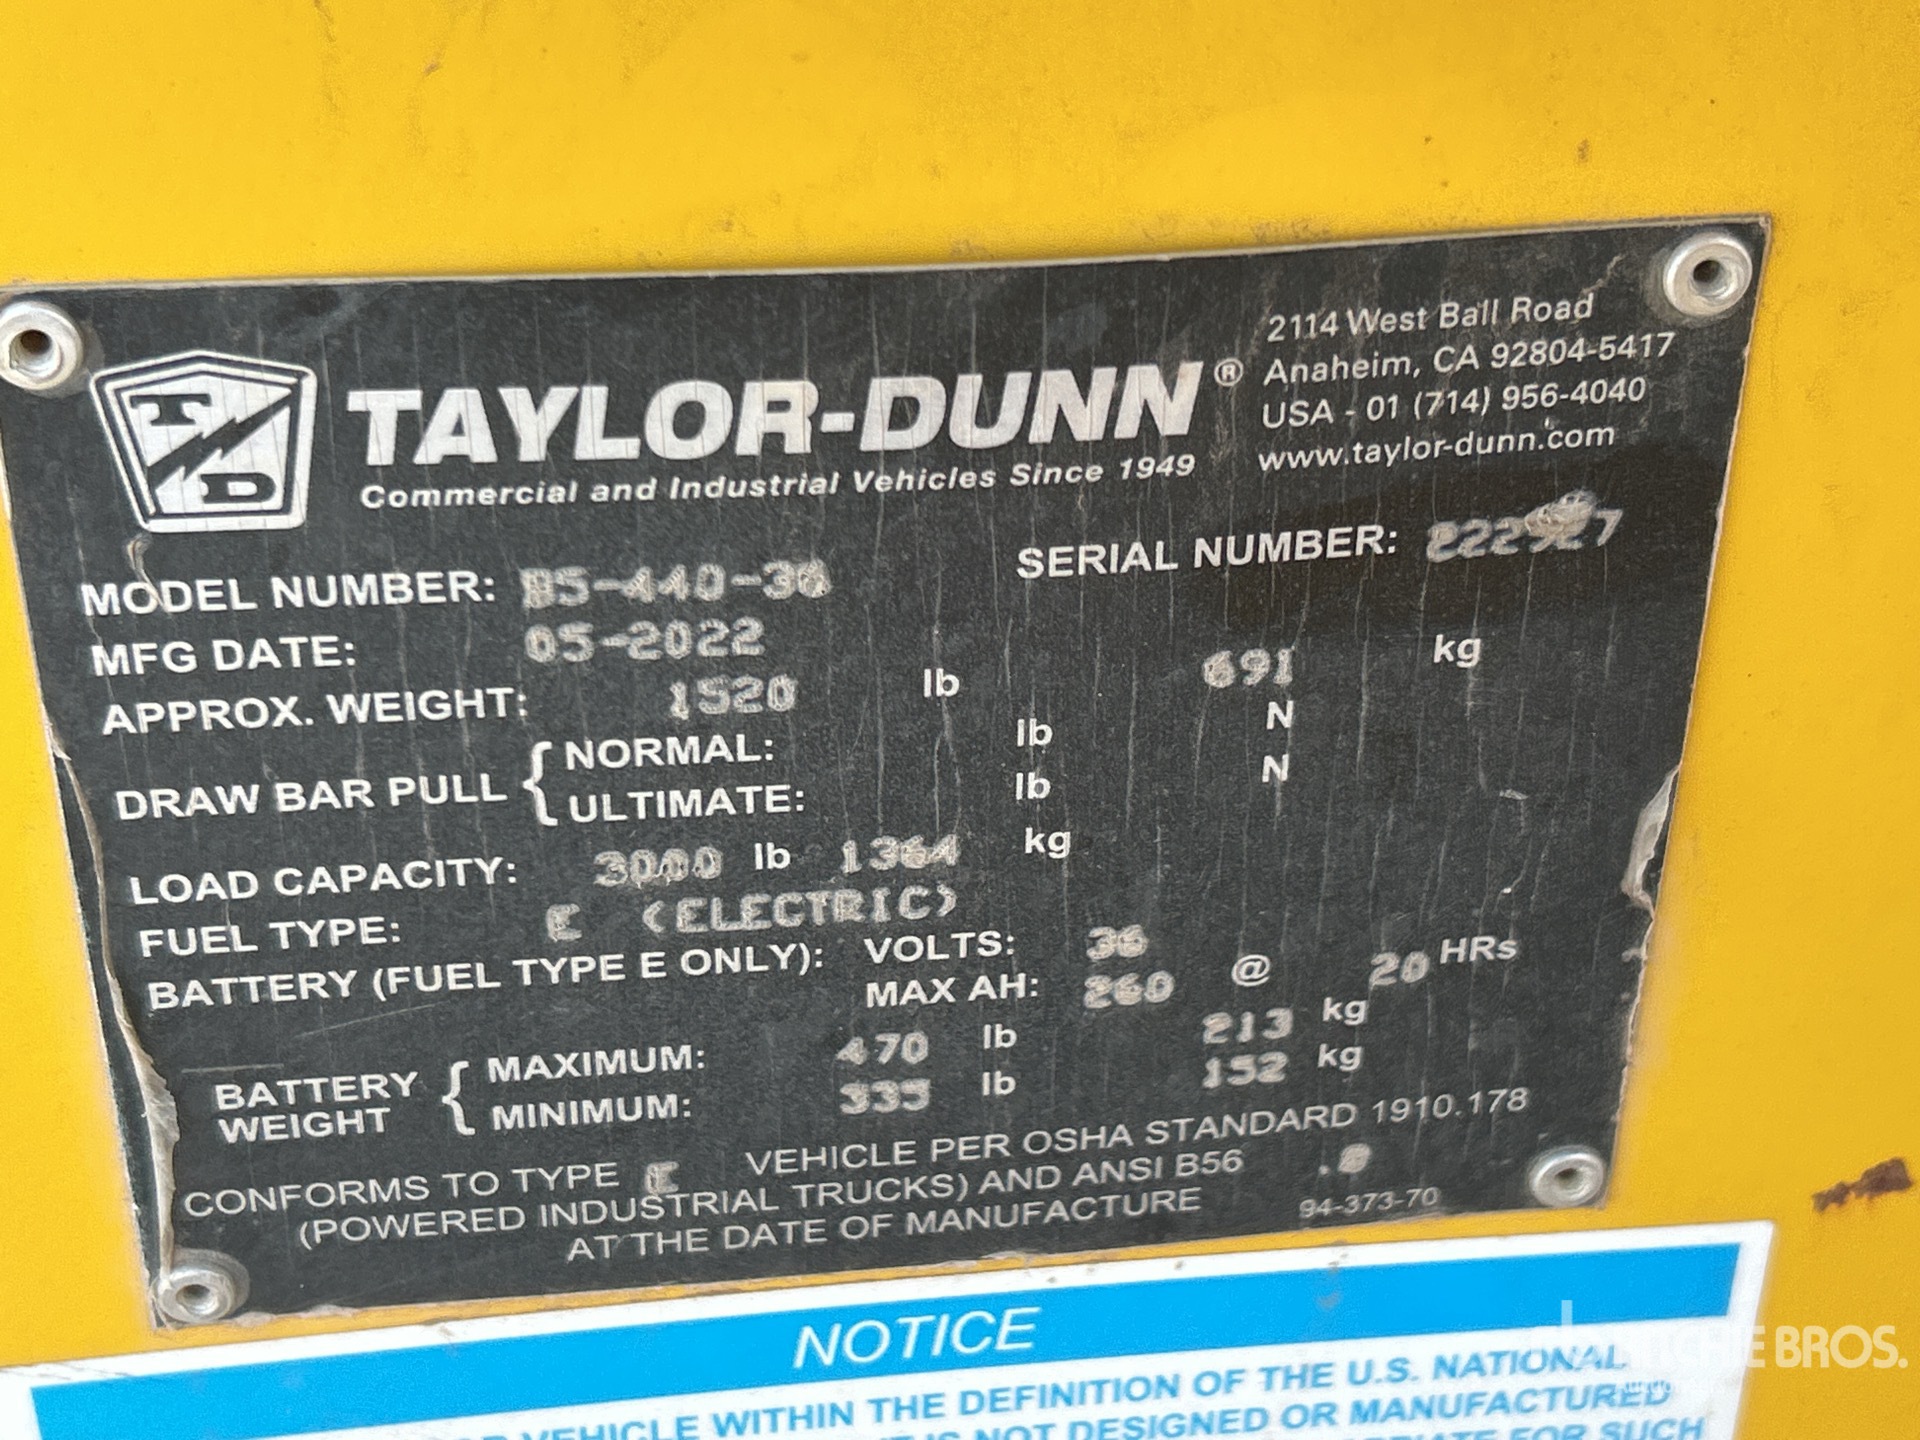 TAYLOR-DUNN®
Commercial and Industrial Vehicles Since 1949
2114 West Ball Road
Anaheim, CA 92804-5417
USA - 01 (714) 956-4040
www.taylor-dunn.com
T D
MODEL NUMBER: B5-440-36
SERIAL NUMBER:
MFG DATE: 05-2022
APPROX. WEIGHT: 1520 lb 691 kg
DRAW BAR PULL { NORMAL: lb N
ULTIMATE: lb N
LOAD CAPACITY: 3000 lb 1364 kg
FUEL TYPE: E (ELECTRIC)
BATTERY (FUEL TYPE E ONLY): VOLTS: 36
MAX AH: 260 @ 20 HRs
BATTERY WEIGHT { MAXIMUM: 470 lb 213 kg
MINIMUM: 335 lb 152 kg
CONFORMS TO TYPE E VEHICLE PER OSHA STANDARD 1910.178
(POWERED INDUSTRIAL TRUCKS) AND ANSI B56
AT THE DATE OF MANUFACTURE
94-373-70
NOTICE
VEHICLE WITHIN THE DEFINITION OF THE U.S. NATIONAL
IS NOT DESIGNED OR MANUFACTURED
FOR SUCH
RITCHIE BROS.